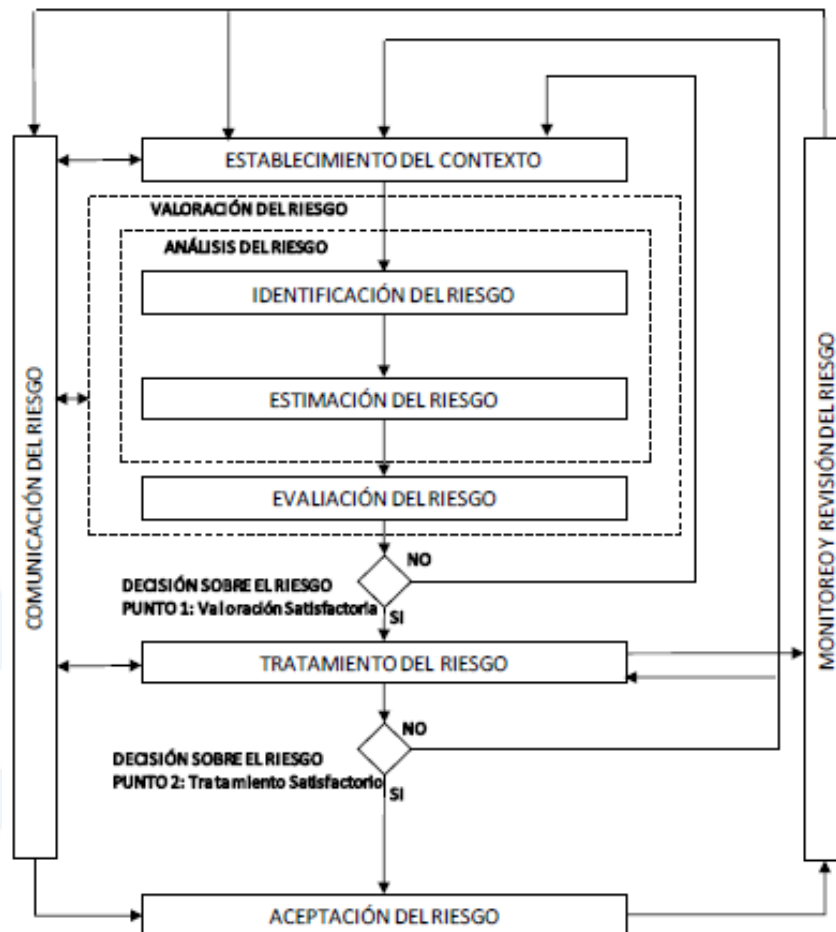 ESTABLECIMIENTO DEL CONTEXTO
VALORACIÓN DEL RIESGO
ANÁLISIS DEL RIESGO
IDENTIFICACIÓN DEL RIESGO
ESTIMACIÓN DEL RIESGO
EVALIACIÓN DEL RIESGO
NO
DECISIÓN SOBRE EL RIESGO
PUNTO 1: Valoración Satisfactoria
SI
TRATAMIENTO DEL RIESGO
NO
DECISIÓN SOBRE EL RIESGO
PUNTO 2: Tratamiento Satisfactorio
SI
ACEPTACIÓN DEL RIESGO
COMUNICACIÓN DEL RIESGO
MONITOREO Y REVISIÓN DEL RIESGO